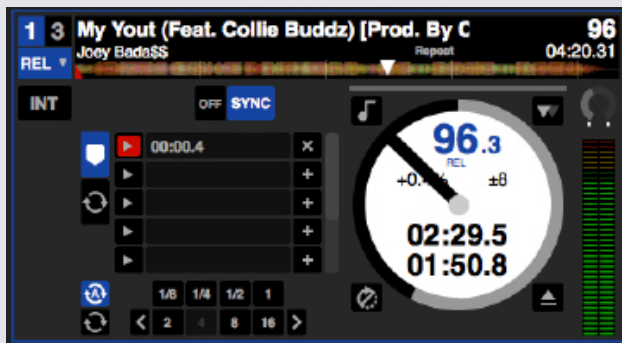 1 3 My Yout (Feat. Collie Buddz) [Prod. By C 96
REL Joey Bada$$ Repeat 04:20.31
INT OFF SYNC
96.3
REL
00:00.4
±8
02:29.5
01:50.8
1/8 1/4 1/2 1
2 4 8 16